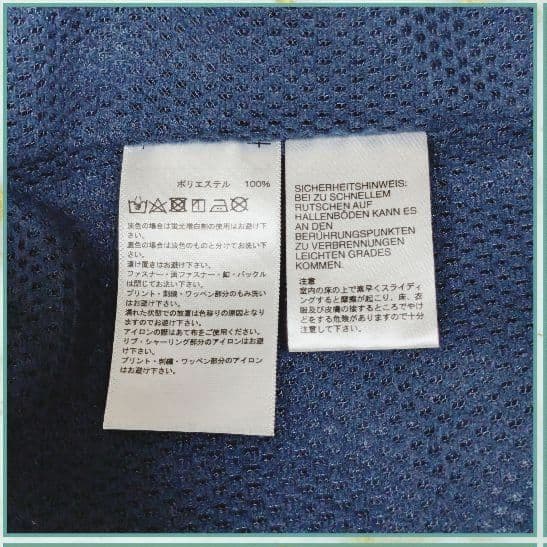 ポリエステル 100%
淡色の場合は蛍光増白剤の使用はお避け下さい。
濃色の場合は淡色のものと分けてお洗い下さい。
漬け置きはお避け下さい。
ファスナー・面ファスナー・釦・バックルは閉じてお洗い下さい。
プリント・刺繍・ワッペン部分のもみ洗いはお避け下さい。
濡れた状態での放置は色移りの原因となりますのでお避け下さい。
アイロンの際はあて布をご使用ください。
リブ・シャーリング部分のアイロンはお避け下さい。
プリント・刺繍・ワッペン部分のアイロンはお避け下さい。
SICHERHEITSHINWEIS:
BEI ZU SCHNELLEM
RUTSCHEN AUF
HALLENBÖDEN KANN ES
AN DEN
BERÜHRUNGSPUNKTEN
ZU VERBRENNUNGEN
LEICHTEN GRADES
KOMMEN.
注意
室内の床の上で素早くスライディ
ングすると摩擦が起こり、床、衣
服及び皮膚の接するところでやけ
どをする危険がありますので十分
注意して下さい。